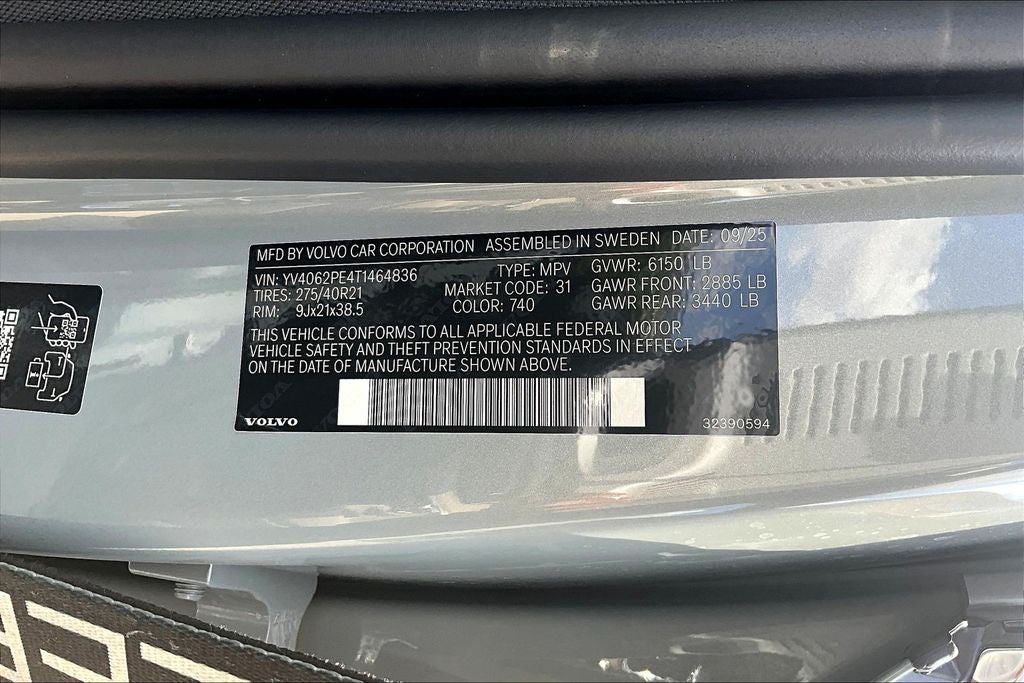 MFD BY VOLVO CAR CORPORATION ASSEMBLED IN SWEDEN DATE: 09/25
VIN: YV4062PE4T1464836 TYPE: MPV GVWR: 6150 LB
TIRES: 275/40R21 MARKET CODE: 31 GAWR FRONT: 2885 LB
RIM: 9Jx21x38.5 COLOR: 740 GAWR REAR: 3440 LB
THIS VEHICLE CONFORMS TO ALL APPLICABLE FEDERAL MOTOR
VEHICLE SAFETY AND THEFT PREVENTION STANDARDS IN EFFECT
ON THE DATE OF MANUFACTURE SHOWN ABOVE.
VOLVO 32390594